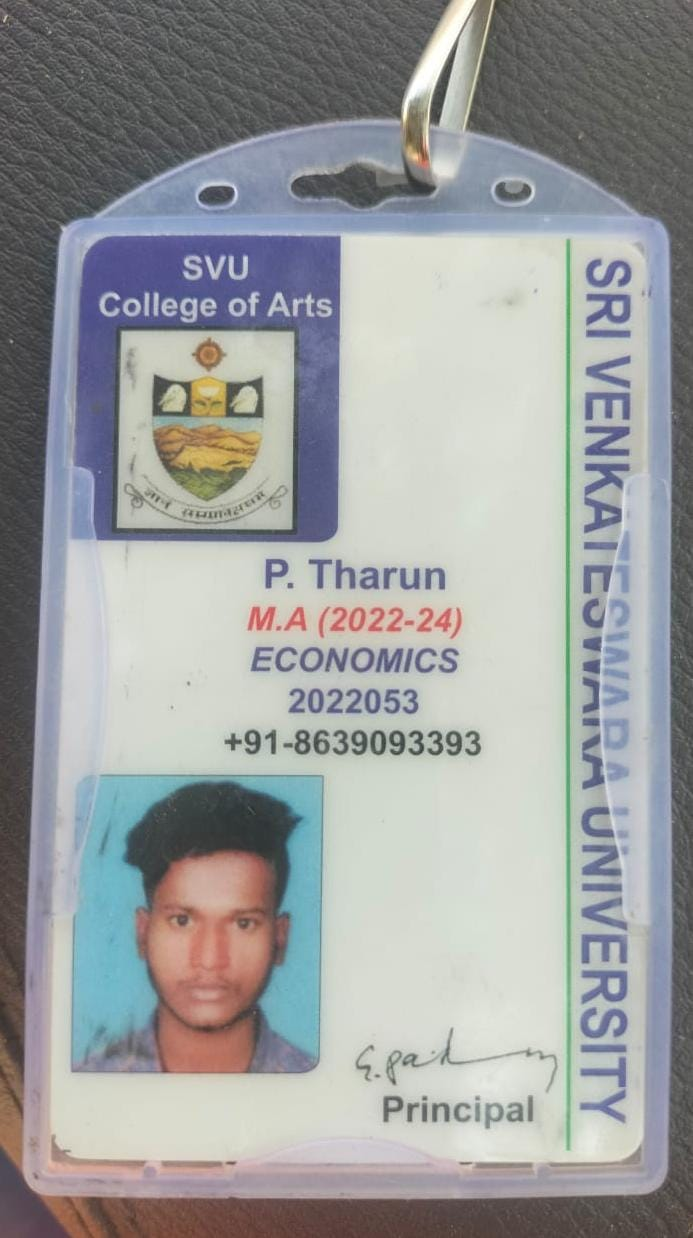 SVU
College of Arts
P. Tharun
M.A (2022-24)
ECONOMICS
2022053
+91-8639093393
Principal
SRI VENKATESWARA UNIVERSITY